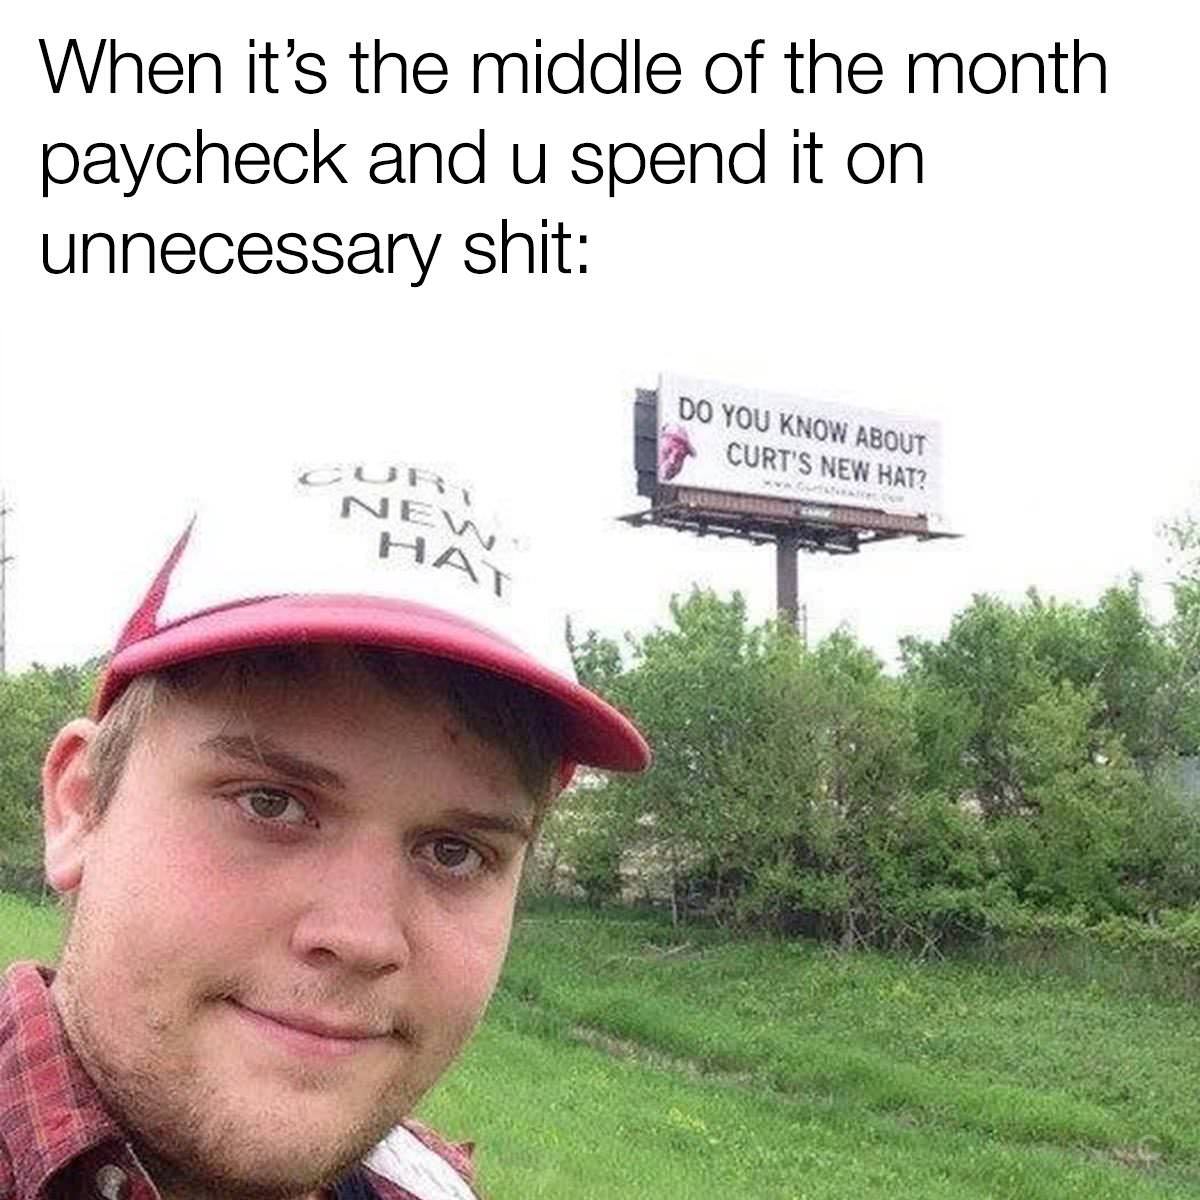 When it's the middle of the month
paycheck and u spend it on
unnecessary shit:
DO YOU KNOW ABOUT
CURT'S NEW HAT?
NEW
HAT